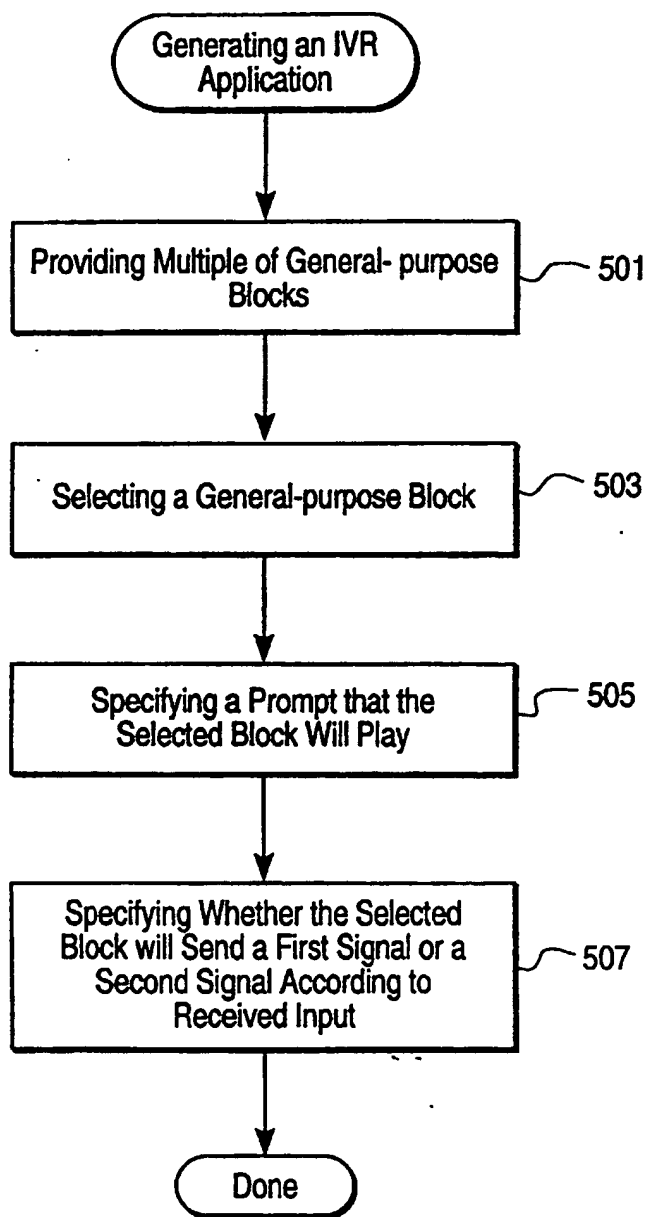 Generating an IVR
Application
Providing Multiple of General- purpose
Blocks
501
Selecting a General-purpose Block
503
Specifying a Prompt that the
Selected Block Will Play
505
Specifying Whether the Selected
Block will Send a First Signal or a
Second Signal According to
Received Input
507
Done